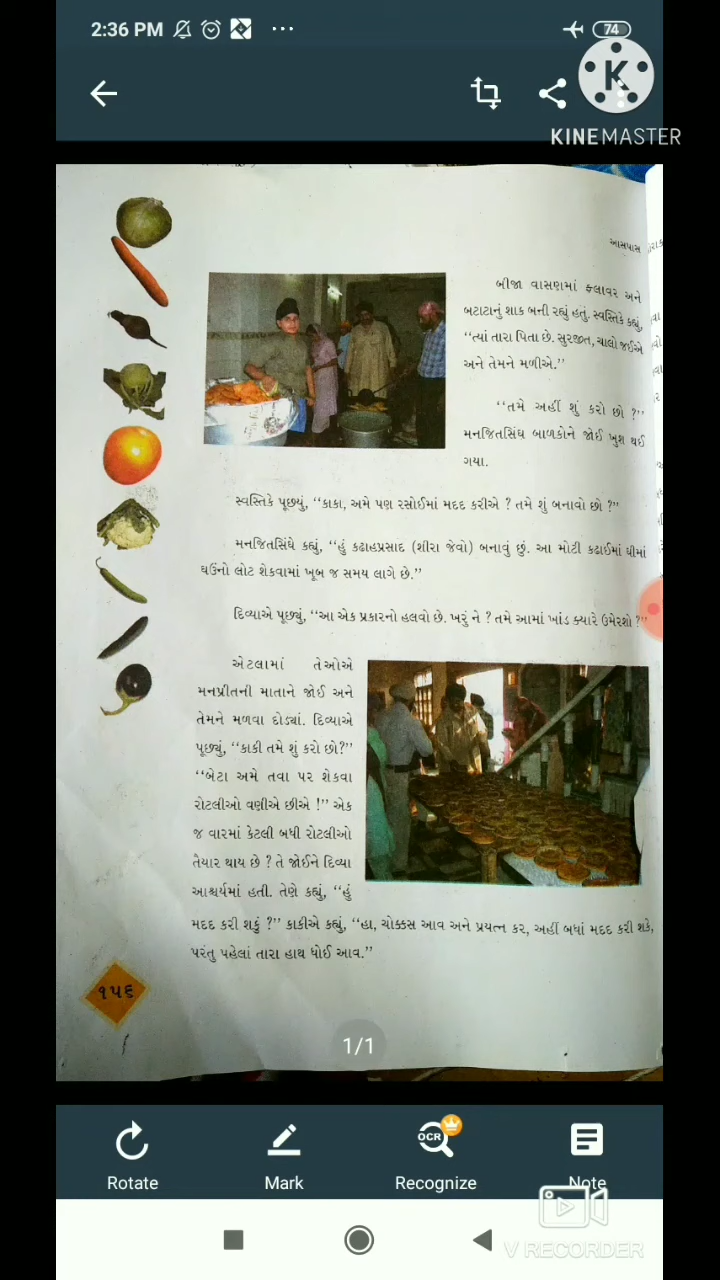 2:36 PM
74
K
KINEMASTER
આસપાસ
બીજા વાસણમાં ફ્લાવર અને
બટાટાનું શાક બની રહ્યું હતું. સ્વસ્તિકે કહ્યું,
“ત્યાં તારા પિતા છે. સુરજીત, ચાલો જઈએ
અને તેમને મળીએ.”
“તમે અહીં શું કરો છો ?”
મનજિતસિંઘ બાળકોને જોઈ ખુશ થઈ
ગયા.
સ્વસ્તિકે પૂછ્યું, “કાકા, અમે પણ રસોઈમાં મદદ કરીએ ? તમે શું બનાવો છો ?”
મનજિતસિંઘે કહ્યું, “હું કઢાહપ્રસાદ (શીરા જેવો) બનાવું છું. આ મોટી કઢાઈમાં ઘીમાં
ઘઉંનો લોટ શેકવામાં ખૂબ જ સમય લાગે છે.”
દિવ્યાએ પૂછ્યું, “આ એક પ્રકારનો હલવો છે. ખરું ને ? તમે આમાં ખાંડ ક્યારે ઉમેરશો ?”
એટલામાં તેઓએ
મનપ્રીતની માતાને જોઈ અને
તેમને મળવા દોડ્યાં. દિવ્યાએ
પૂછ્યું, “કાકી તમે શું કરો છો?”
“બેટા અમે તવા પર શેકવા
રોટલીઓ વણીએ છીએ !” એક
જ વારમાં કેટલી બધી રોટલીઓ
તૈયાર થાય છે ? તે જોઈને દિવ્યા
આશ્ચર્યમાં હતી. તેણે કહ્યું, “હું
મદદ કરી શકું ?” કાકીએ કહ્યું, “હા, ચોક્કસ આવ અને પ્રયત્ન કર, અહીં બધાં મદદ કરી શકે,
પરંતુ પહેલાં તારા હાથ ધોઈ આવ.”
૧૫૬
1/1
OCR
Rotate
Mark
Recognize
Note
V RECORDER